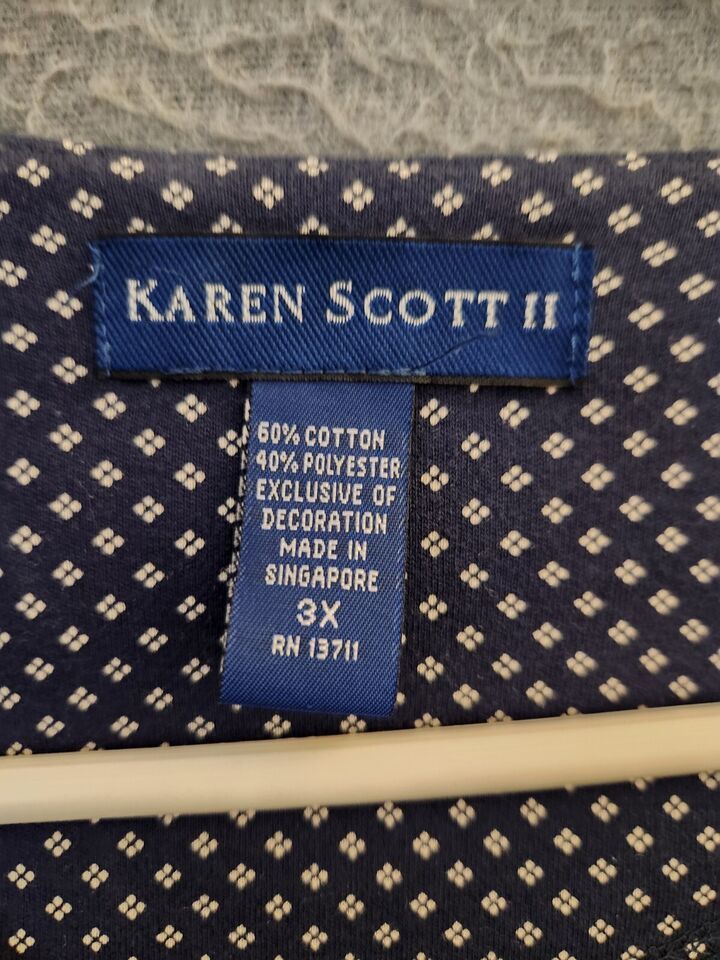 KAREN SCOTT II
60% COTTON
40% POLYESTER
EXCLUSIVE OF
DECORATION
MADE IN
SINGAPORE
3X
RN 13711